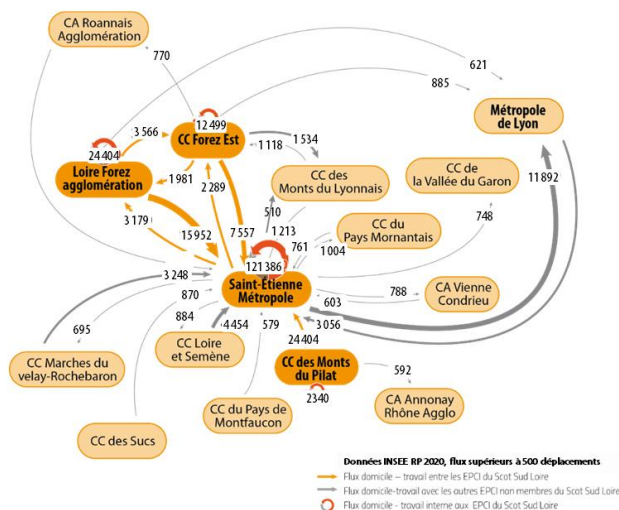 CA Roannais
Agglomération
770
621
885
Métropole
de Lyon
12 499
CC Forez Est
3 566
1 534
1 118
24 404
Loire Forez
agglomération
1 981
2 289
CC des
Monts du Lyonnais
CC de
la Vallée du Garon
11 892
3 179
15 952
7 557
510
1 213
748
CC du
Pays Mornantais
761
1 004
121 386
Saint-Étienne
Métropole
3 248
870
788
603
CA Vienne
Condrieu
695
884
4 454
579
3 056
24 404
CC Loire
et Semène
CC Marches du
velay-Rochebaron
CC des Monts
du Pilat
592
2340
CA Annonay
Rhône Agglo
CC du Pays de
Montfaucon
CC des Sucs
Données INSEE RP 2020, flux supérieurs à 500 déplacements
Flux domicile – travail entre les EPCI du Scot Sud Loire
Flux domicile-travail avec les autres EPCI non membres du Scot Sud Loire
Flux domicile - travail interne aux EPCI du Scot Sud Loire